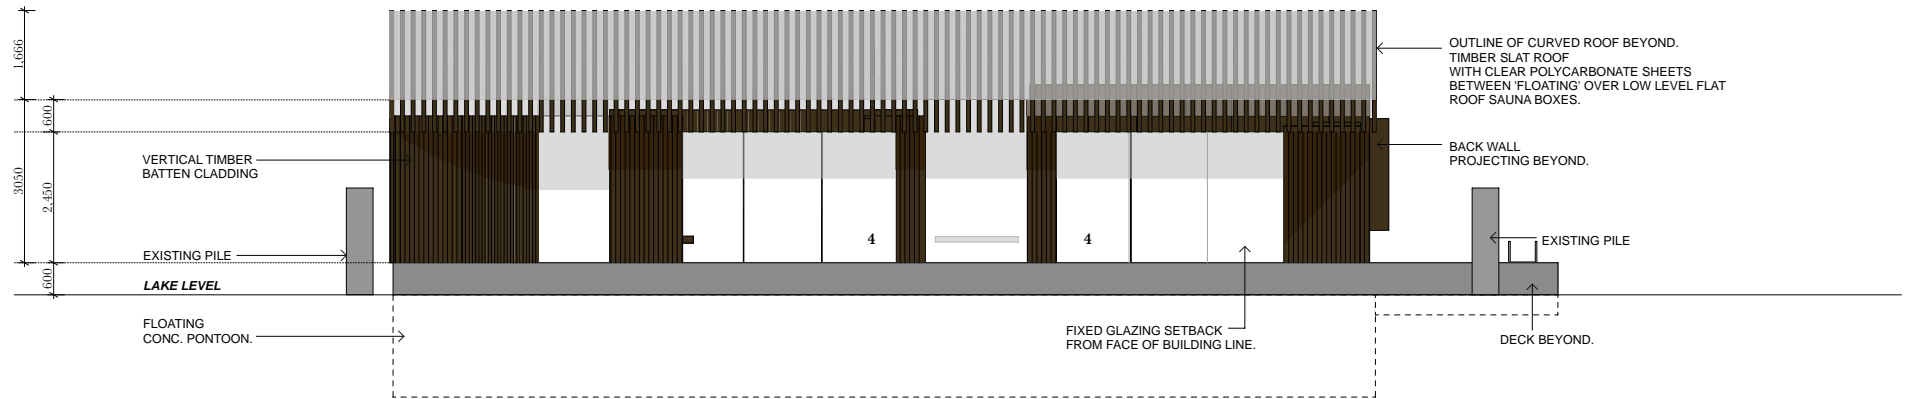 1,666
600
3050
2,450
600
OUTLINE OF CURVED ROOF BEYOND.
TIMBER SLAT ROOF
WITH CLEAR POLYCARBONATE SHEETS
BETWEEN 'FLOATING' OVER LOW LEVEL FLAT
ROOF SAUNA BOXES.
VERTICAL TIMBER
BATTEN CLADDING
BACK WALL
PROJECTING BEYOND.
4
4
EXISTING PILE
EXISTING PILE
LAKE LEVEL
FLOATING
CONC. PONTOON.
FIXED GLAZING SETBACK
FROM FACE OF BUILDING LINE.
DECK BEYOND.